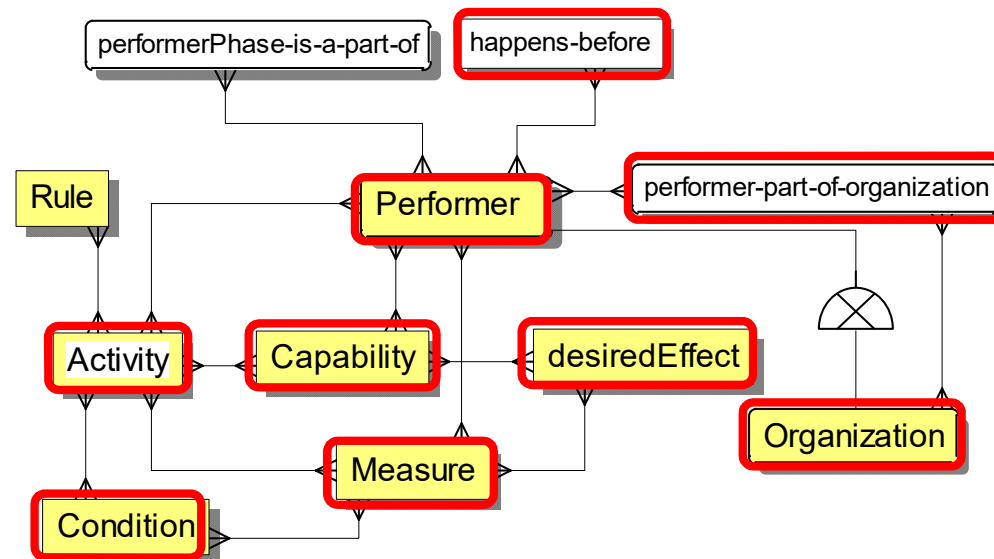 performerPhase-is-a-part-of
happens-before
Rule
Performer
performer-part-of-organization
Activity
Capability
desiredEffect
Organization
Measure
Condition